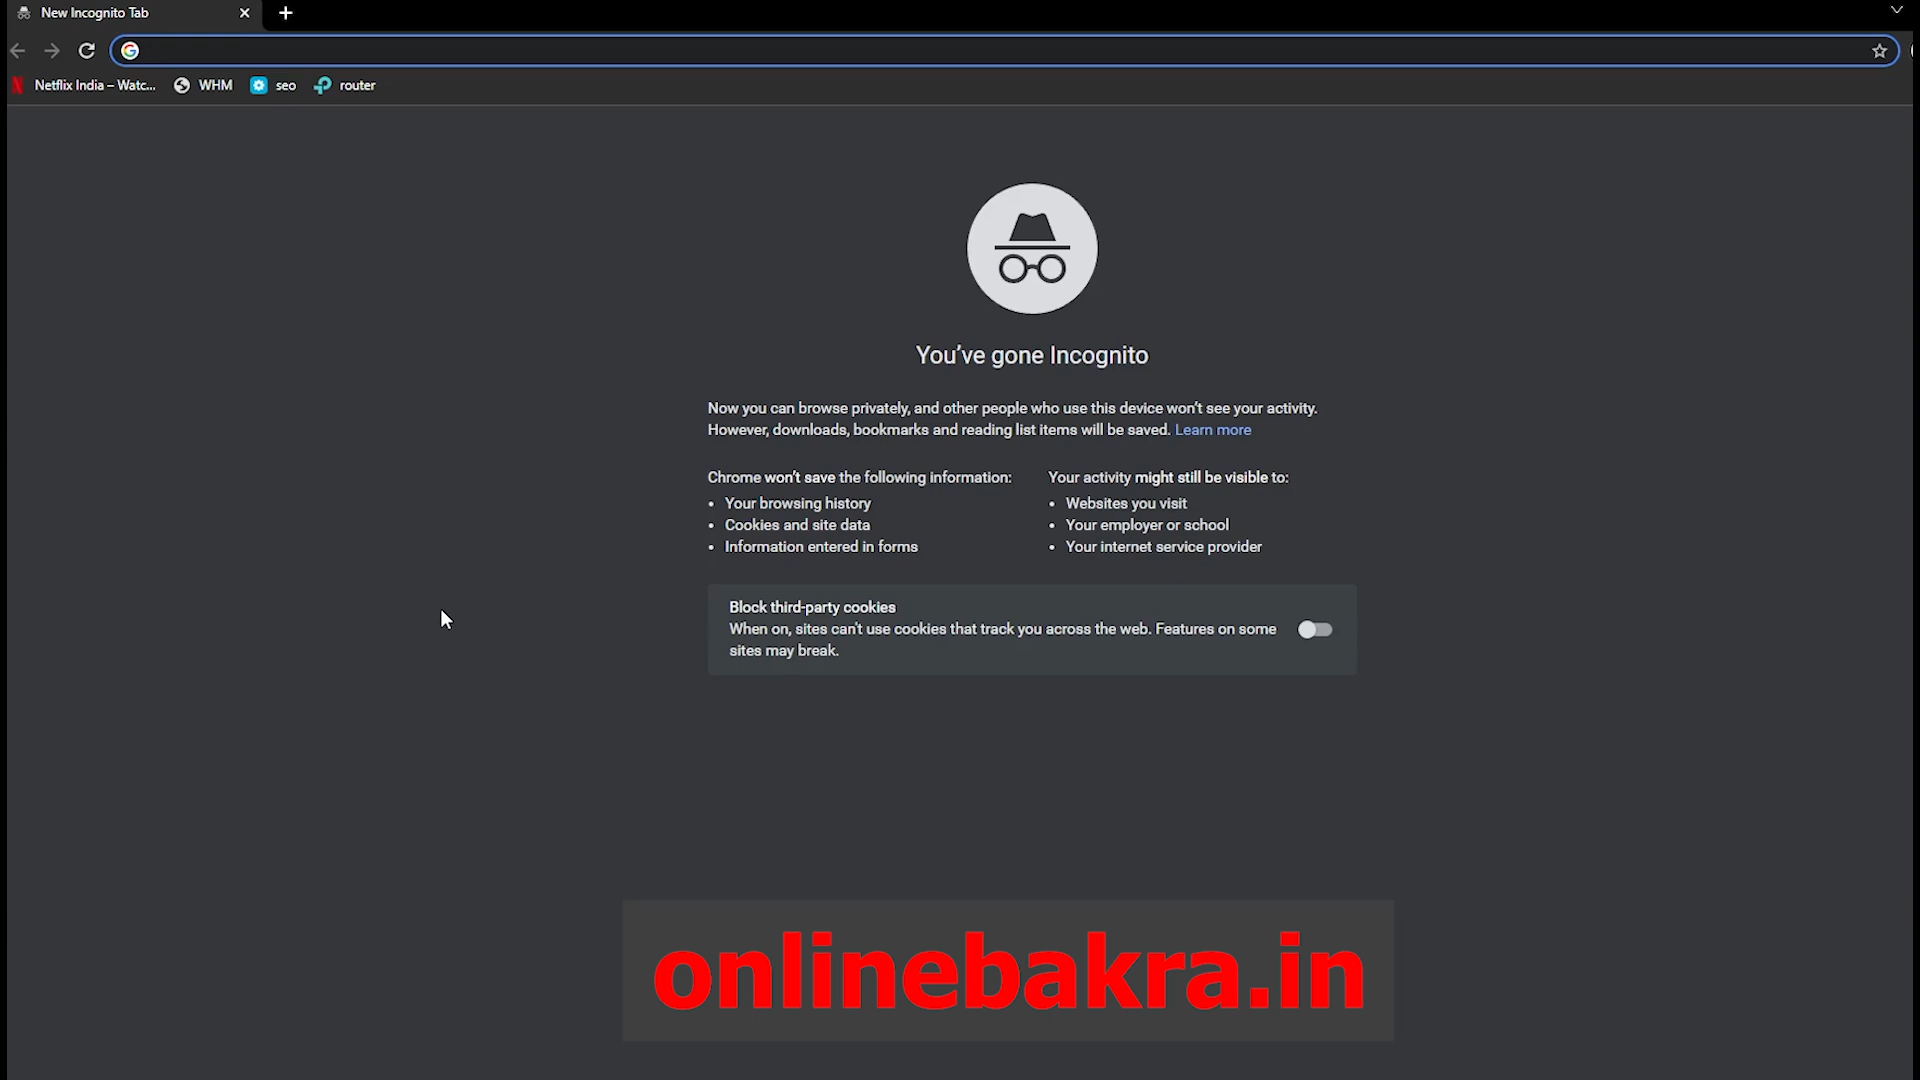 New Incognito Tab
Netflix India – Watc...
WHM
seo
router
You've gone Incognito
Now you can browse privately, and other people who use this device won't see your activity.
However, downloads, bookmarks and reading list items will be saved. Learn more
Chrome won't save the following information:
Your browsing history
Cookies and site data
Information entered in forms
Your activity might still be visible to:
Websites you visit
Your employer or school
Your internet service provider
Block third-party cookies
When on, sites can't use cookies that track you across the web. Features on some
sites may break.
onlinebakra.in